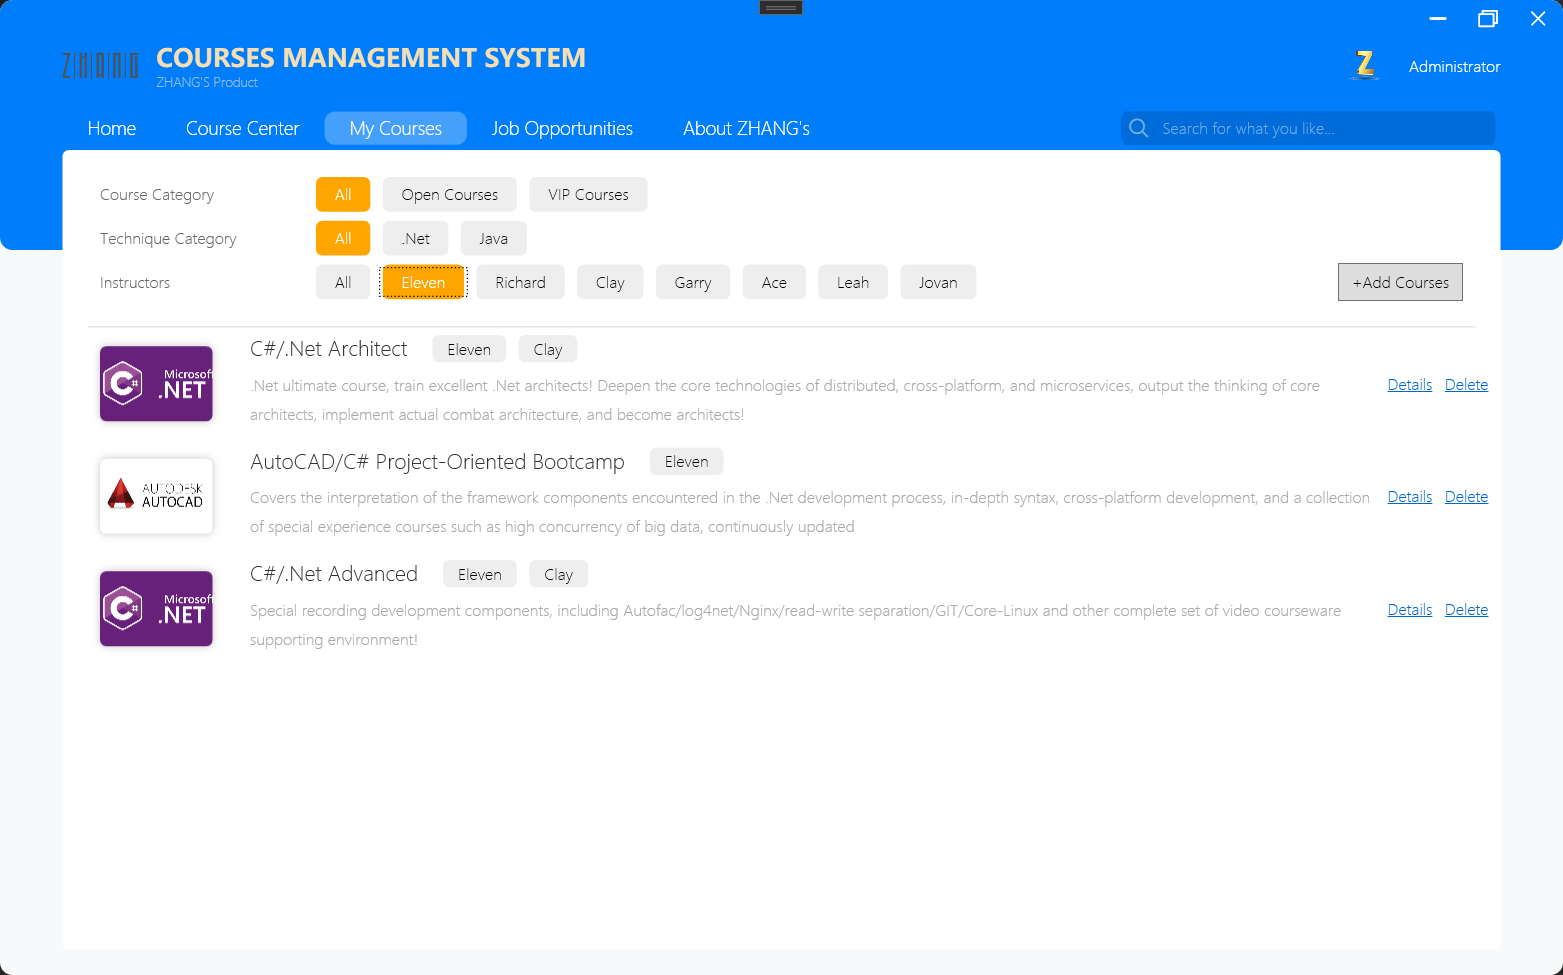 ZHANG
COURSES MANAGEMENT SYSTEM
ZHANG'S Product
Z
Administrator
Home
Course Center
My Courses
Job Opportunities
About ZHANG's
Search for what you like...
Course Category
All
Open Courses
VIP Courses
Technique Category
All
.Net
Java
Instructors
All
Eleven
Richard
Clay
Garry
Ace
Leah
Jovan
+Add Courses
C#
Microsoft
.NET
C#/.Net Architect
Eleven
Clay
.Net ultimate course, train excellent .Net architects! Deepen the core technologies of distributed, cross-platform, and microservices, output the thinking of core
architects, implement actual combat architecture, and become architects!
Details
Delete
AUTODESK
AUTOCAD
AutoCAD/C# Project-Oriented Bootcamp
Eleven
Covers the interpretation of the framework components encountered in the .Net development process, in-depth syntax, cross-platform development, and a collection
of special experience courses such as high concurrency of big data, continuously updated
Details
Delete
C#
Microsoft
.NET
C#/.Net Advanced
Eleven
Clay
Special recording development components, including Autofac/log4net/Nginx/read-write separation/GIT/Core-Linux and other complete set of video courseware
supporting environment!
Details
Delete